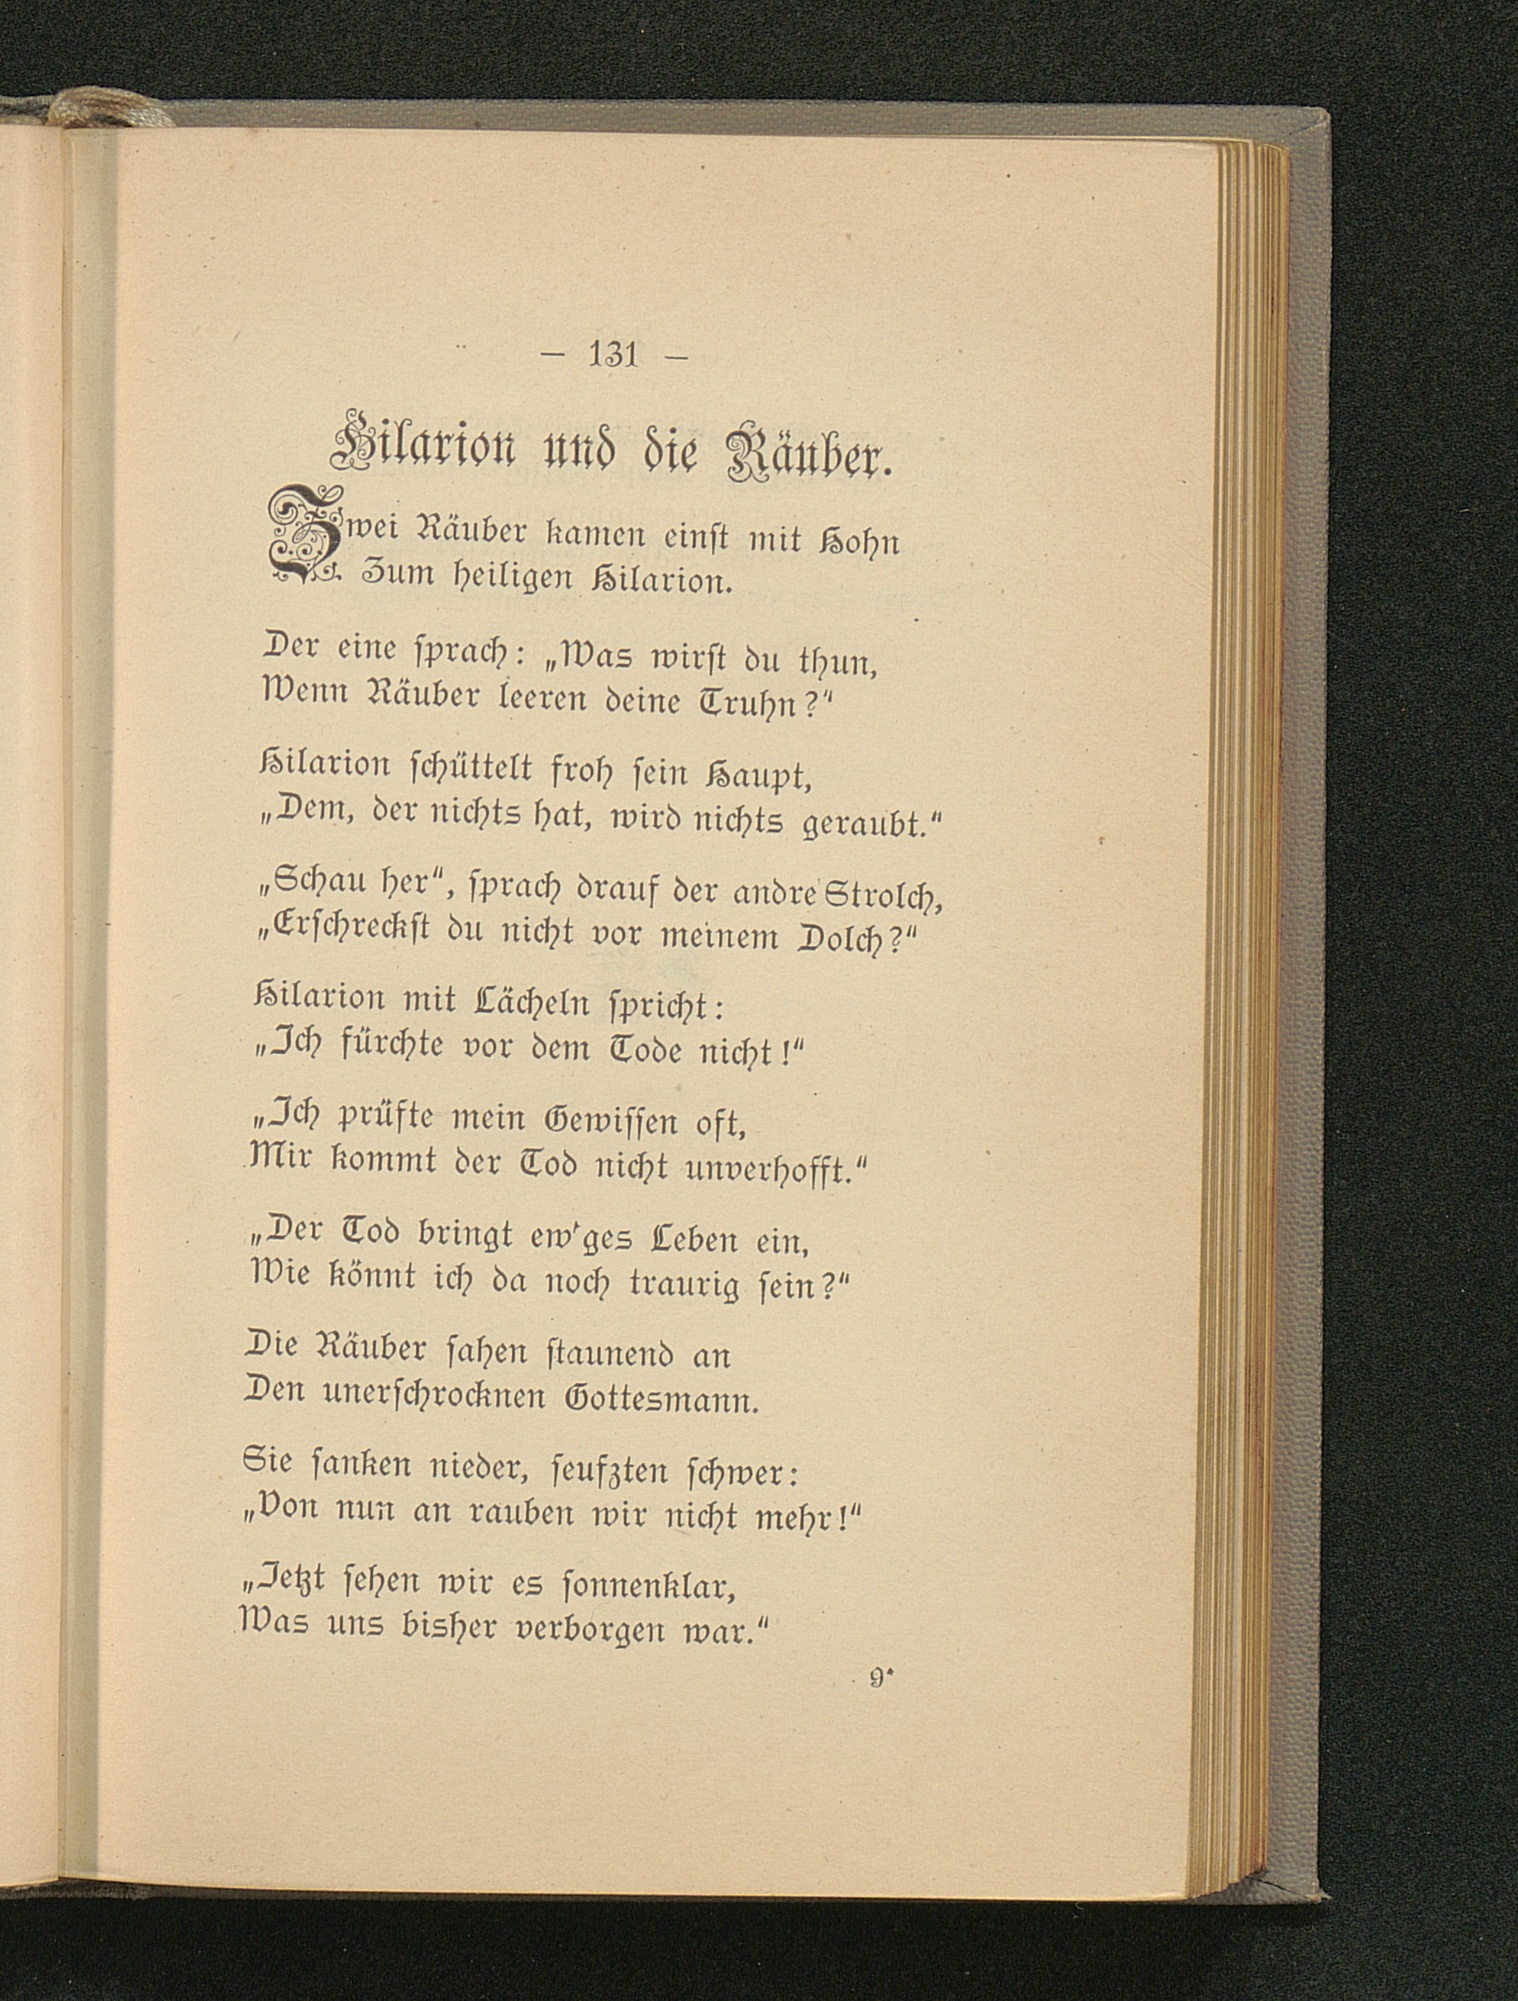 — 131 —
Hilarion und die Räuber.
Zwei Räuber kamen einst mit Hohn
Zum heiligen Hilarion.
Der eine sprach: „Was wirst du thun,
Wenn Räuber leeren deine Truhn?“
Hilarion schüttelt froh sein Haupt,
„Dem, der nichts hat, wird nichts geraubt.“
„Schau her“, sprach drauf der andre Strolch,
„Erschreckst du nicht vor meinem Dolch?“
Hilarion mit Lächeln spricht:
„Ich fürchte vor dem Tode nicht!“
„Ich prüfte mein Gewissen oft,
Mir kommt der Tod nicht unverhofft.“
„Der Tod bringt ew'ges Leben ein,
Wie könnt ich da noch traurig sein?“
Die Räuber sahen staunend an
Den unerschrocknen Gottesmann.
Sie sanken nieder, seufzten schwer:
„Von nun an rauben wir nicht mehr!“
„Jetzt sehen wir es sonnenklar,
Was uns bisher verborgen war.“
9*